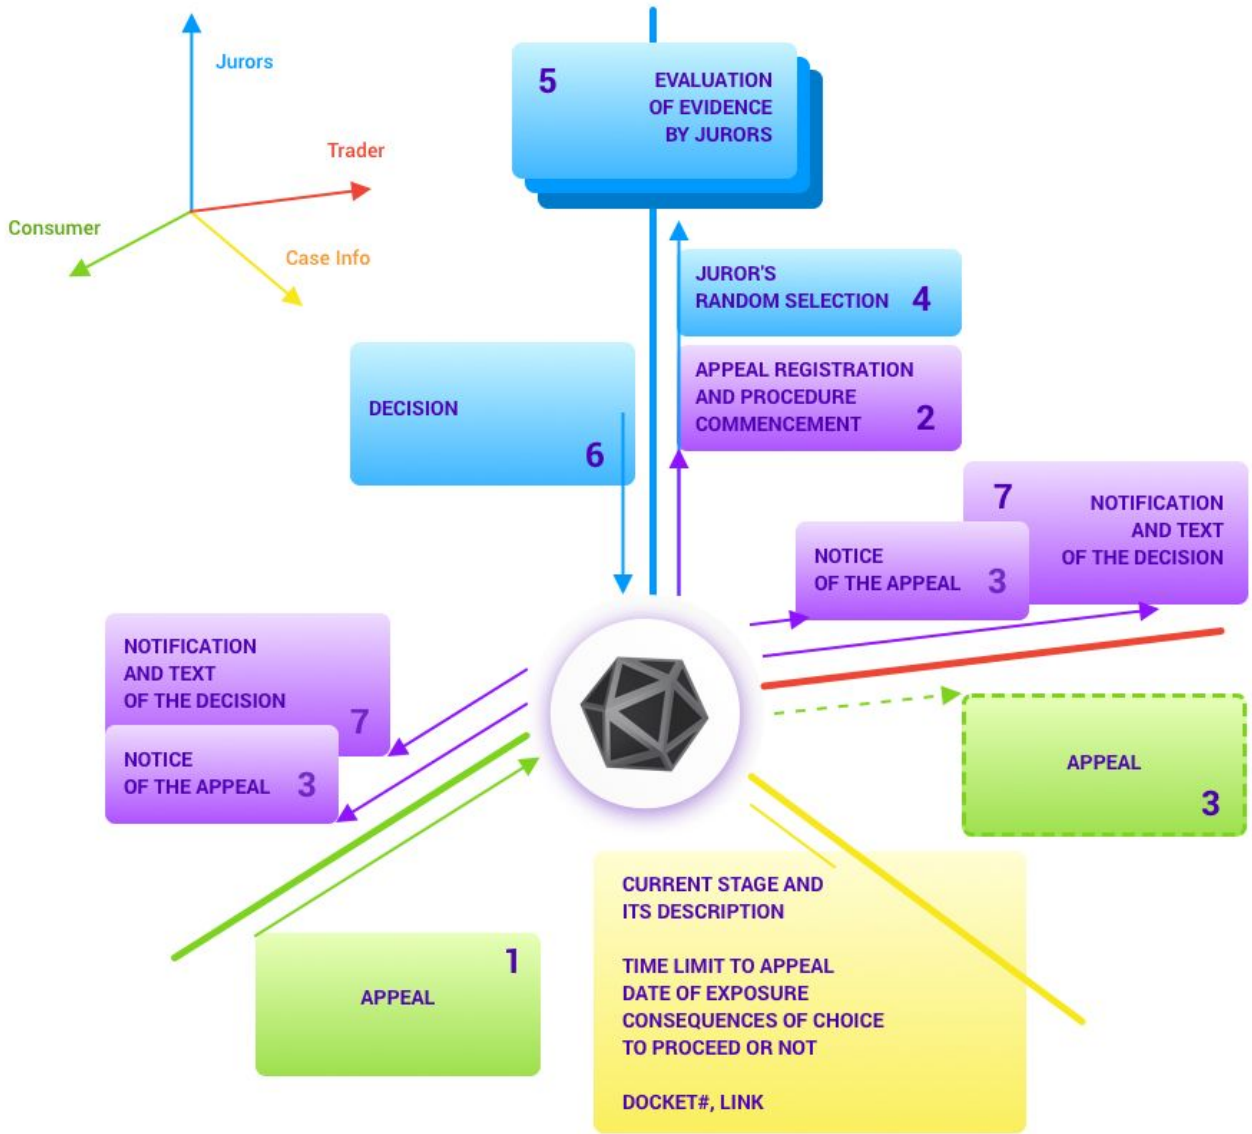 Jurors
Trader
Consumer
Case Info
5
EVALUATION
OF EVIDENCE
BY JURORS
JUROR'S
RANDOM SELECTION 4
APPEAL REGISTRATION
AND PROCEDURE
COMMENCEMENT 2
DECISION
6
7
NOTIFICATION
AND TEXT
OF THE DECISION
NOTICE
OF THE APPEAL 3
NOTIFICATION
AND TEXT
OF THE DECISION
7
NOTICE
OF THE APPEAL 3
APPEAL
3
1
APPEAL
CURRENT STAGE AND
ITS DESCRIPTION
TIME LIMIT TO APPEAL
DATE OF EXPOSURE
CONSEQUENCES OF CHOICE
TO PROCEED OR NOT
DOCKET#, LINK